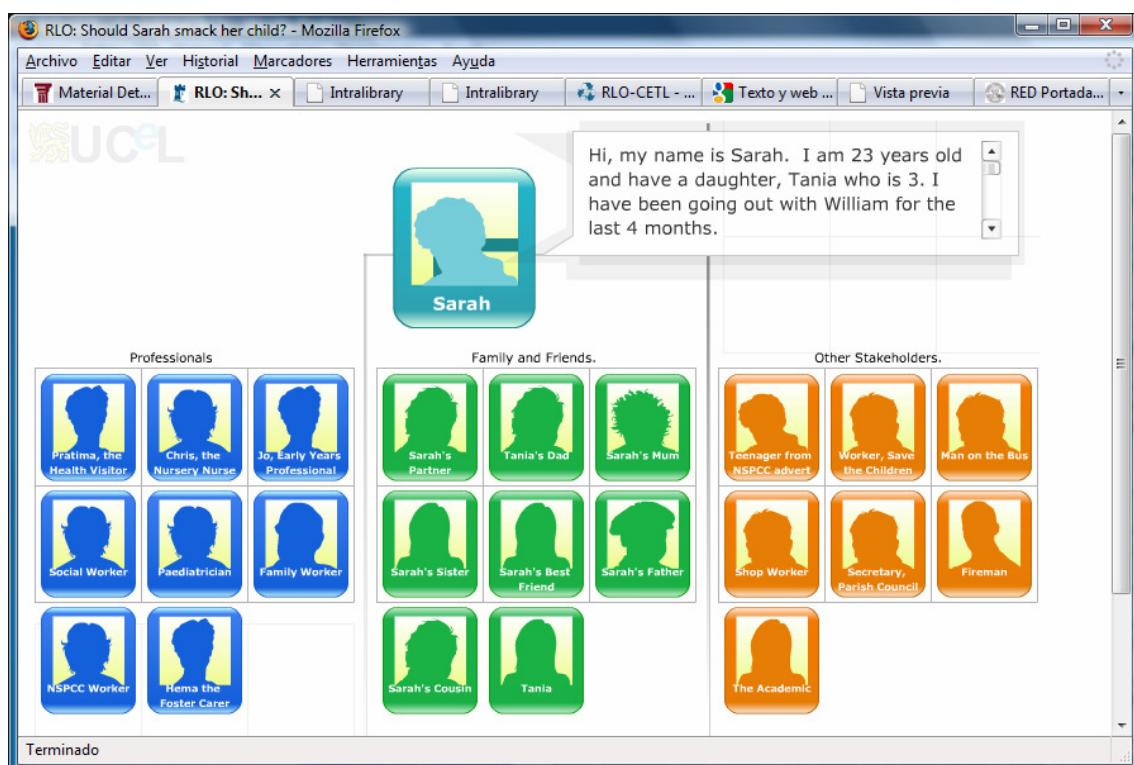 RLO: Should Sarah smack her child? - Mozilla Firefox
Archivo Editar Ver Historial Marcadores Herramientas Ayuda
Material Det... RLO: Sh... Intralibrary Intralibrary RLO-CETL - ... Texto y web ... Vista previa RED Portada...
UCeL
Hi, my name is Sarah. I am 23 years old
and have a daughter, Tania who is 3. I
have been going out with William for the
last 4 months.
Sarah
Professionals
Family and Friends.
Other Stakeholders.
Pratima, the
Health Visitor
Chris, the
Nursery Nurse
Jo, Early Years
Professional
Sarah's
Partner
Tania's Dad
Sarah's Mum
Teenager from
NSPCC advert
Worker, Save
the Children
Man on the Bus
Social Worker
Paediatrician
Family Worker
Sarah's Sister
Sarah's Best
Friend
Sarah's Father
Shop Worker
Secretary,
Parish Council
Fireman
NSPCC Worker
Hema the
Foster Carer
Sarah's Cousin
Tania
The Academic
Terminado